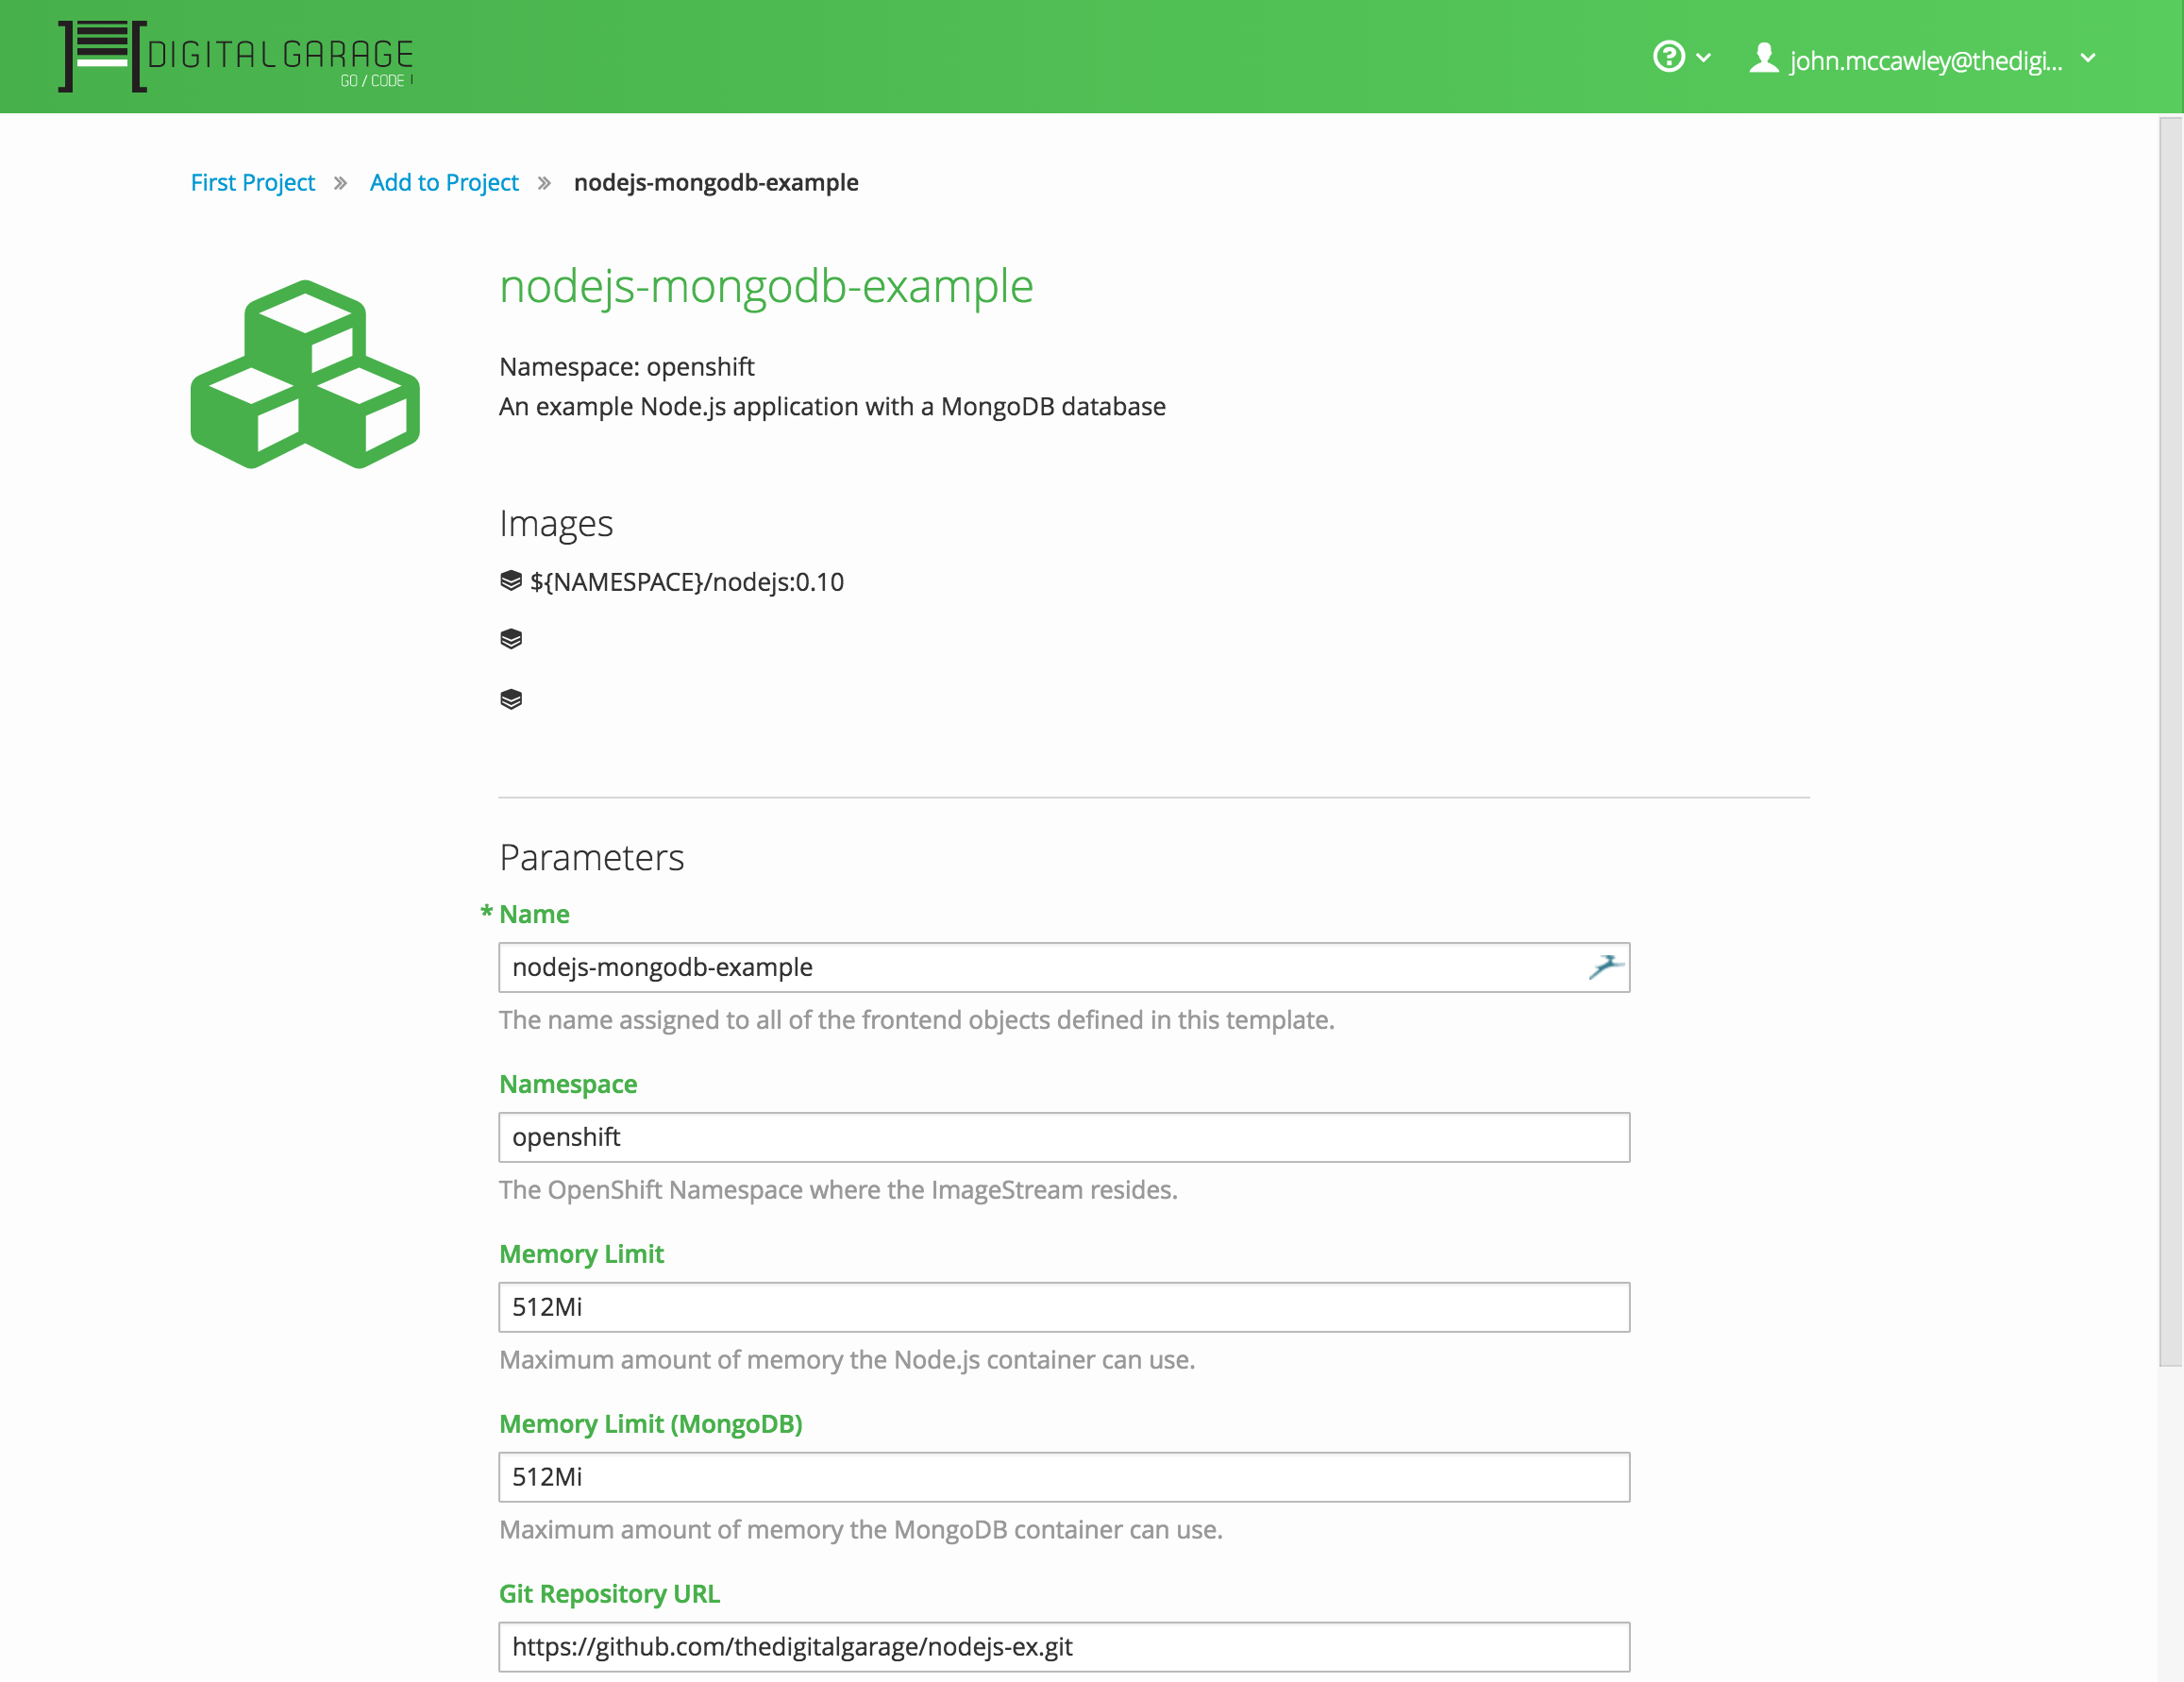 DIGITALGARAGE
GO / CODE
john.mccawley@thedigi...
First Project » Add to Project » nodejs-mongodb-example
nodejs-mongodb-example
Namespace: openshift
An example Node.js application with a MongoDB database
Images
${NAMESPACE}/nodejs:0.10
Parameters
* Name
nodejs-mongodb-example
The name assigned to all of the frontend objects defined in this template.
Namespace
openshift
The OpenShift Namespace where the ImageStream resides.
Memory Limit
512Mi
Maximum amount of memory the Node.js container can use.
Memory Limit (MongoDB)
512Mi
Maximum amount of memory the MongoDB container can use.
Git Repository URL
https://github.com/thedigitalgarage/nodejs-ex.git